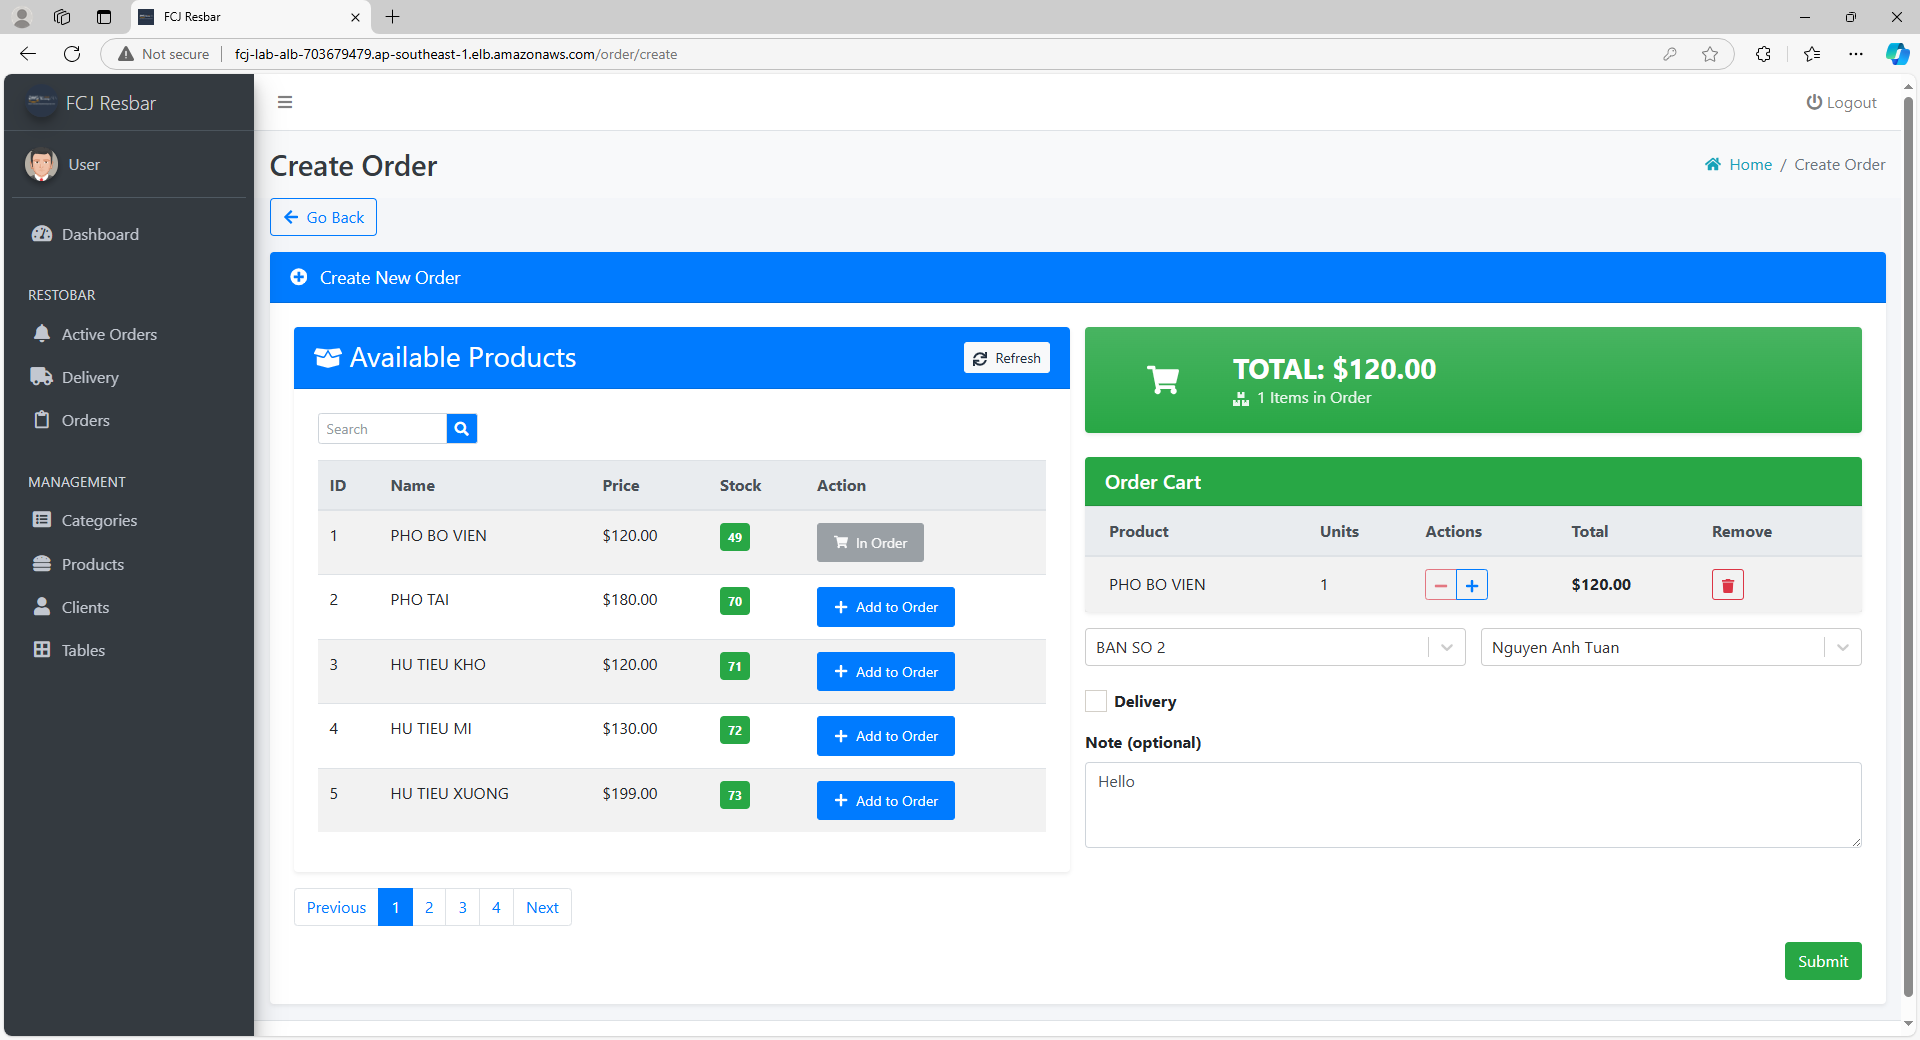 FCJ Resbar
Not secure
fcj-lab-alb-703679479.ap-southeast-1.elb.amazonaws.com/order/create
FCJ Resbar
Logout
User
Create Order
Home / Create Order
Go Back
Dashboard
Create New Order
RESTOBAR
Active Orders
Delivery
Orders
MANAGEMENT
Categories
Products
Clients
Tables
Available Products
Refresh
Search
ID Name Price Stock Action
1 PHO BO VIEN $120.00 49 In Order
2 PHO TAI $180.00 70 Add to Order
3 HU TIEU KHO $120.00 71 Add to Order
4 HU TIEU MI $130.00 72 Add to Order
5 HU TIEU XUONG $199.00 73 Add to Order
Previous 1 2 3 4 Next
TOTAL: $120.00
1 Items in Order
Order Cart
Product Units Actions Total Remove
PHO BO VIEN 1 $120.00
BAN SO 2
Nguyen Anh Tuan
Delivery
Note (optional)
Hello
Submit